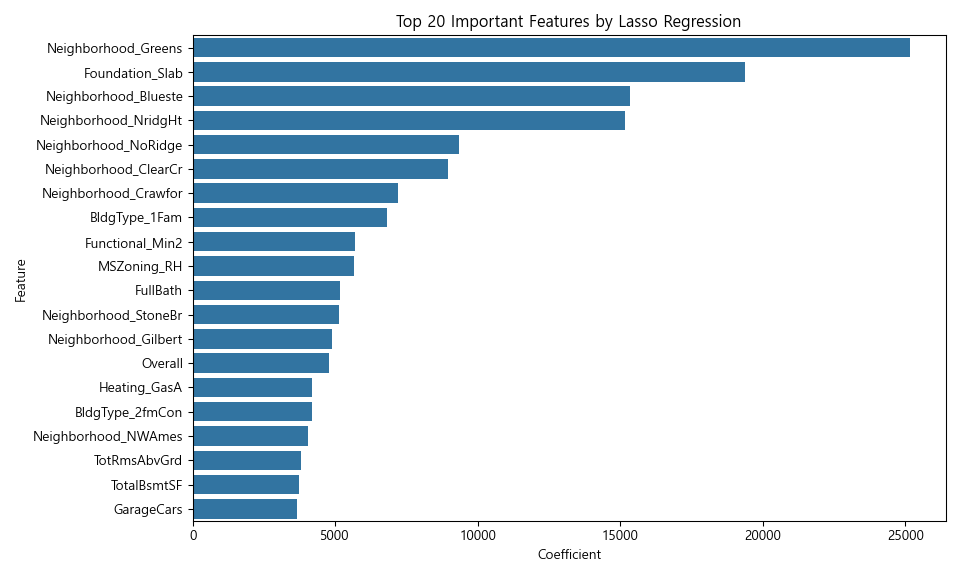 Top 20 Important Features by Lasso Regression
Feature
Neighborhood_Greens
Foundation_Slab
Neighborhood_Blueste
Neighborhood_NridgHt
Neighborhood_NoRidge
Neighborhood_ClearCr
Neighborhood_Crawfor
BldgType_1Fam
Functional_Min2
MSZoning_RH
FullBath
Neighborhood_StoneBr
Neighborhood_Gilbert
Overall
Heating_GasA
BldgType_2fmCon
Neighborhood_NWAmes
TotRmsAbvGrd
TotalBsmtSF
GarageCars
0 5000 10000 15000 20000 25000
Coefficient